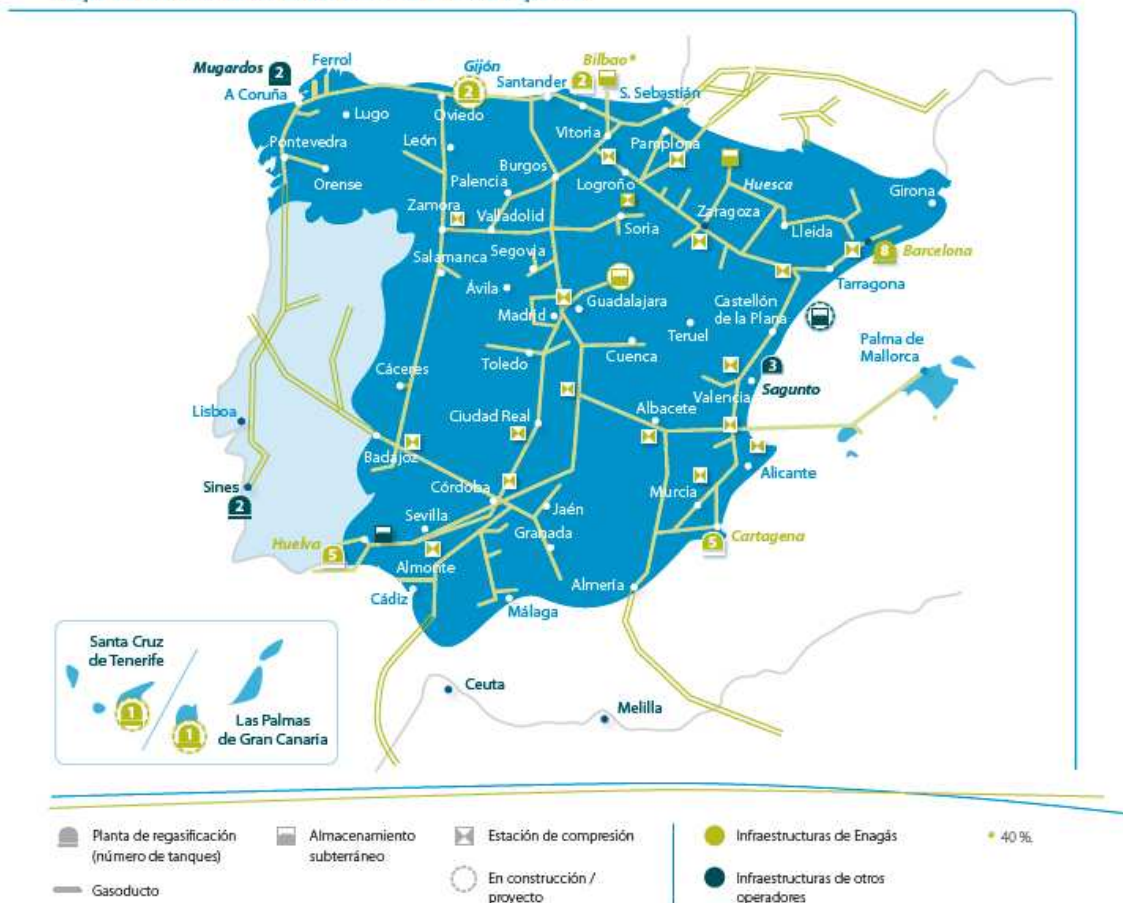 Mugardos 2
Ferrol
A Coruña
Lugo
Gijón
2
Oviedo
Santander
2
Bilbao*
S. Sebastián
Vitoria
Pamplona
León
Burgos
Palencia
Logroño
Huesca
Girona
Pontevedra
Orense
Zamora
Valladolid
Soria
Zaragoza
Lleida
8 Barcelona
Tarragona
Salamanca
Segovia
Ávila
Guadalajara
Madrid
Castellón
de la Plana
Teruel
Palma de
Mallorca
Toledo
Cuenca
Cáceres
3
Sagunto
Valencia
Lisboa
Ciudad Real
Albacete
Badajoz
Alicante
Sines
2
Córdoba
Murcia
Sevilla
Jaén
Granada
Huelva 5
5 Cartagena
Almonte
Cádiz
Málaga
Almería
Santa Cruz
de Tenerife
1
1
Las Palmas
de Gran Canaria
Ceuta
Melilla
Planta de regasificación
(número de tanques)
Gasoducto
Almacenamiento
subterráneo
Estación de compresión
En construcción /
proyecto
Infraestructuras de Enagás
Infraestructuras de otros
operadores
* 40 %.